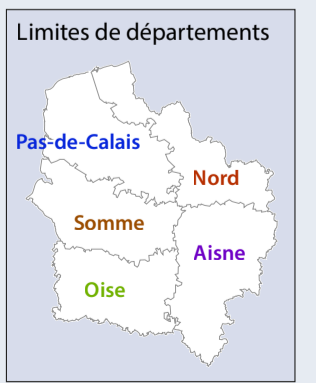 Limites de départements
Pas-de-Calais
Nord
Somme
Aisne
Oise